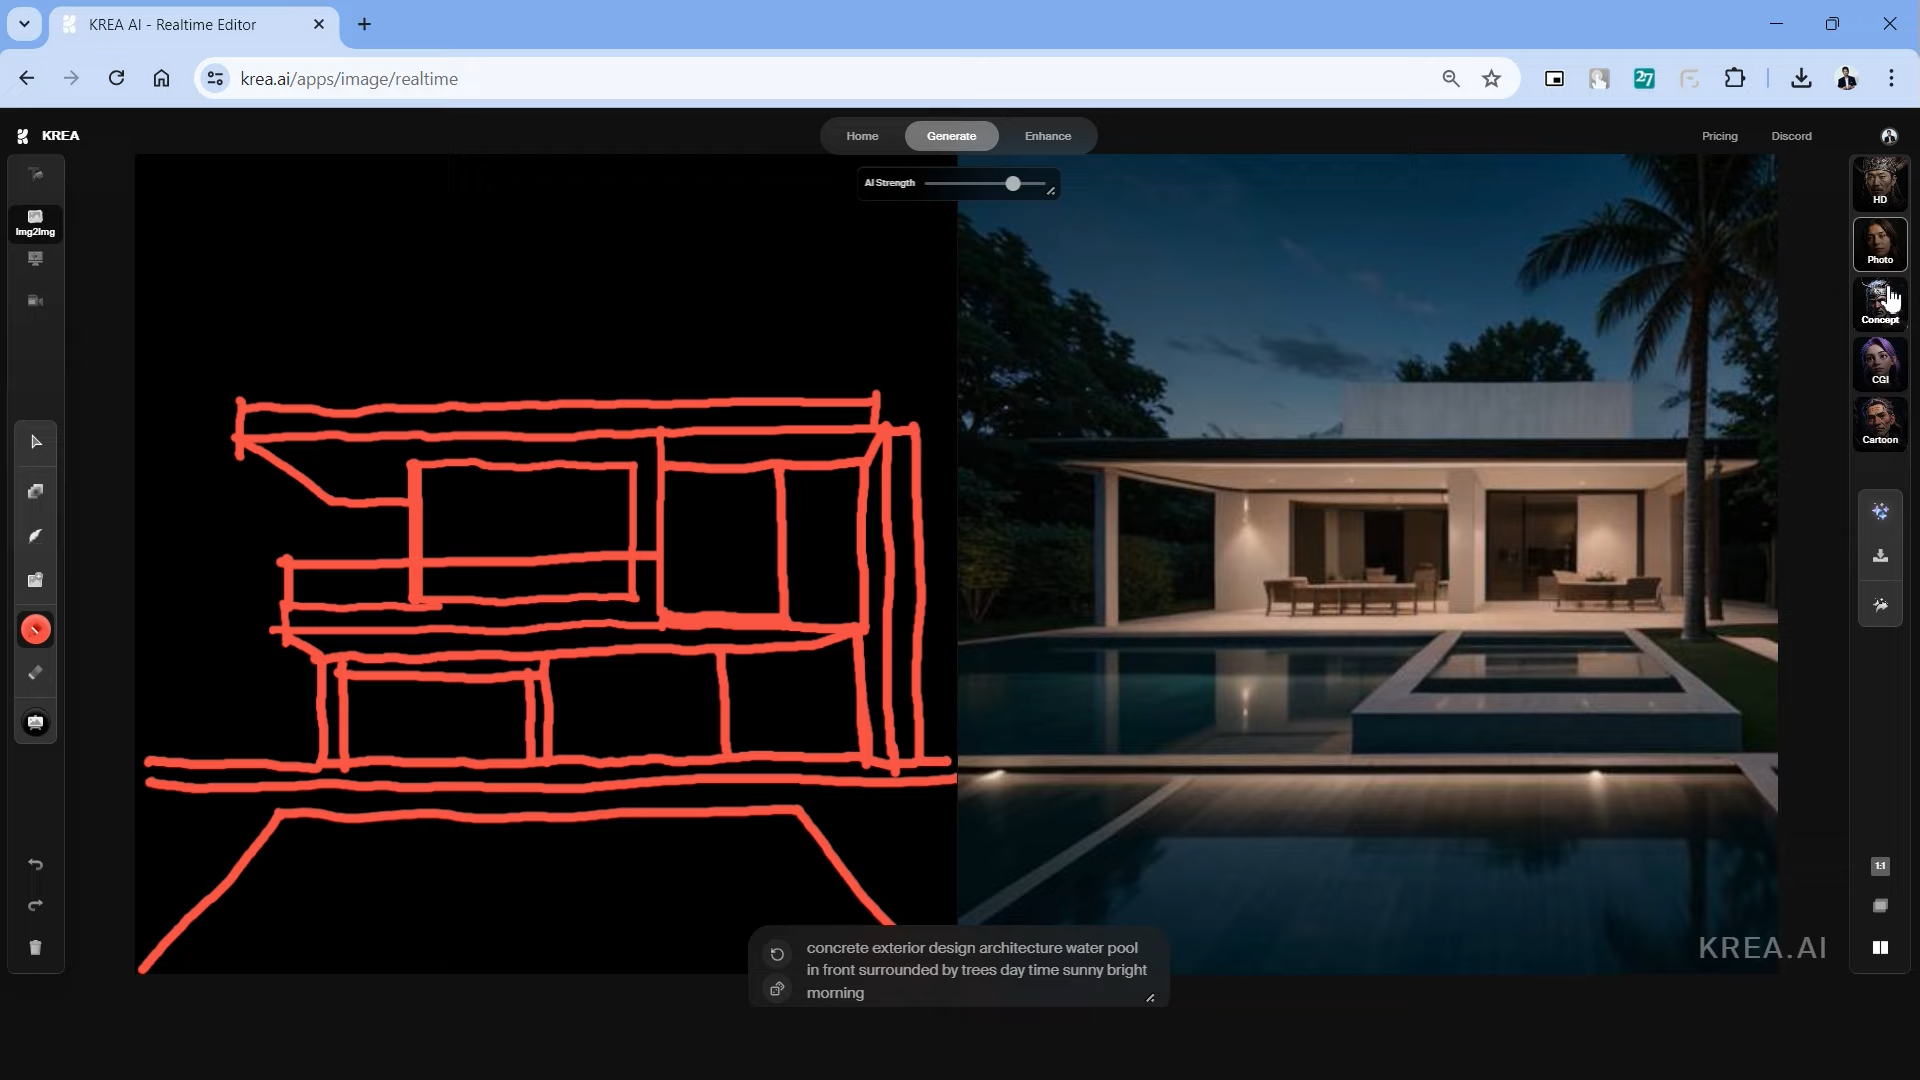 KREA AI - Realtime Editor
krea.ai/apps/image/realtime
27
KREA
Home
Generate
Enhance
Pricing
Discord
AI Strength
Img2Img
HD
Photo
Concept
CGI
Cartoon
1:1
concrete exterior design architecture water pool
in front surrounded by trees day time sunny bright
morning
KREA.AI